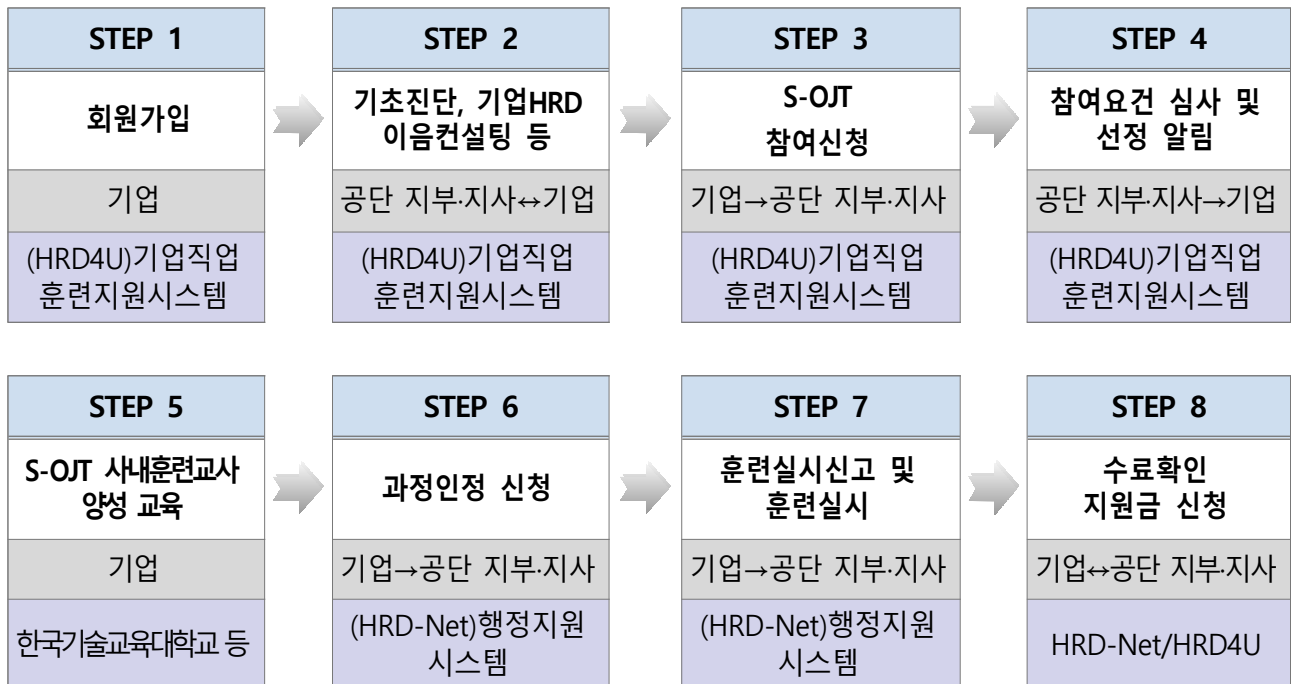 STEP 1
회원가입
기업
(HRD4U)기업직업
훈련지원시스템
STEP 2
기초진단, 기업HRD
이음컨설팅 등
공단 지부·지사↔기업
(HRD4U)기업직업
훈련지원시스템
STEP 3
S-OJT
참여신청
기업→공단 지부·지사
(HRD4U)기업직업
훈련지원시스템
STEP 4
참여요건 심사 및
선정 알림
공단 지부·지사→기업
(HRD4U)기업직업
훈련지원시스템
STEP 5
S-OJT 사내훈련교사
양성 교육
기업
한국기술교육대학교 등
STEP 6
과정인정 신청
기업→공단 지부·지사
(HRD-Net)행정지원
시스템
STEP 7
훈련실시신고 및
훈련실시
기업→공단 지부·지사
(HRD-Net)행정지원
시스템
STEP 8
수료확인
지원금 신청
기업↔공단 지부·지사
HRD-Net/HRD4U